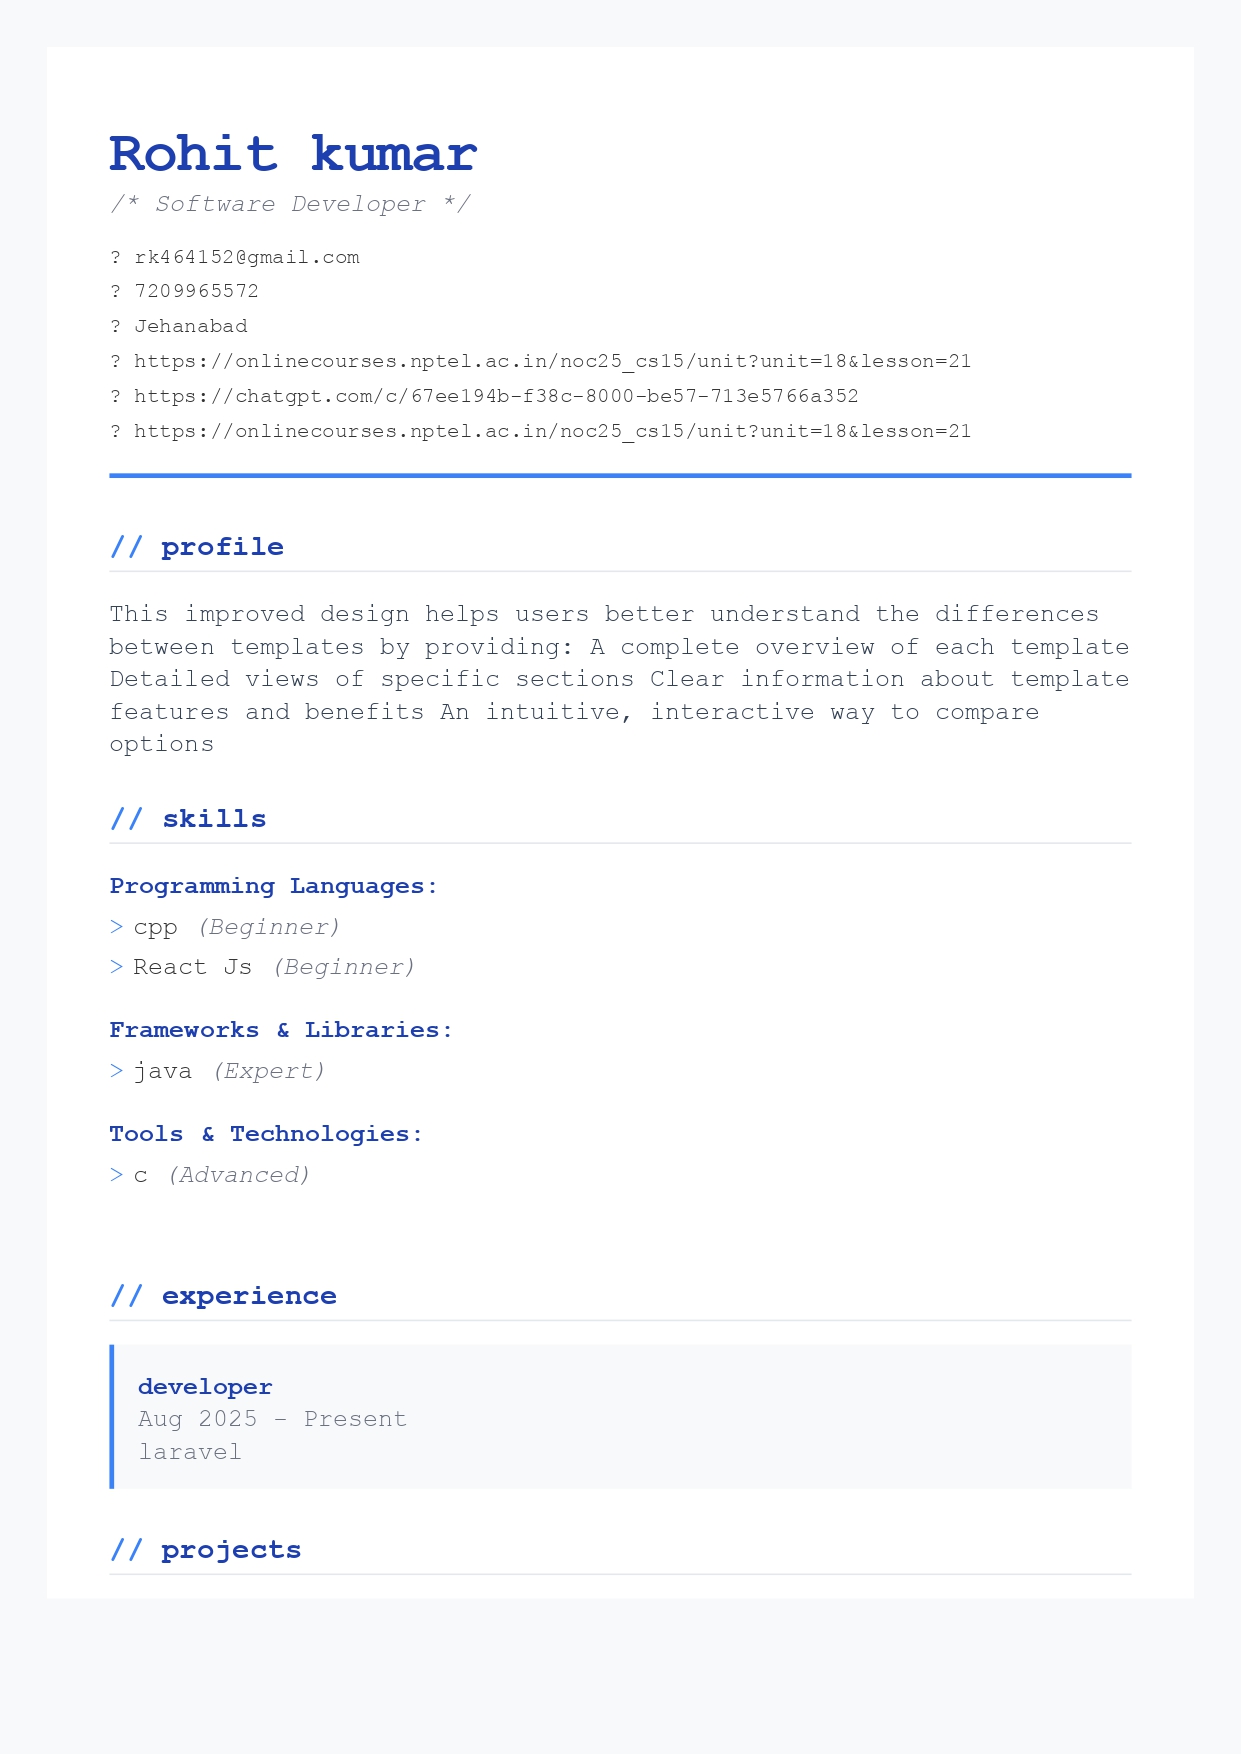 Rohit kumar
/* Software Developer */
? rk464152@gmail.com
? 7209965572
? Jehanabad
? https://onlinecourses.nptel.ac.in/noc25_cs15/unit?unit=18&lesson=21
? https://chatgpt.com/c/67ee194b-f38c-8000-be57-713e5766a352
? https://onlinecourses.nptel.ac.in/noc25_cs15/unit?unit=18&lesson=21
// profile
This improved design helps users better understand the differences
between templates by providing: A complete overview of each template
Detailed views of specific sections Clear information about template
features and benefits An intuitive, interactive way to compare
options
// skills
Programming Languages:
> cpp (Beginner)
> React Js (Beginner)
Frameworks & Libraries:
> java (Expert)
Tools & Technologies:
> c (Advanced)
// experience
developer
Aug 2025 – Present
laravel
// projects